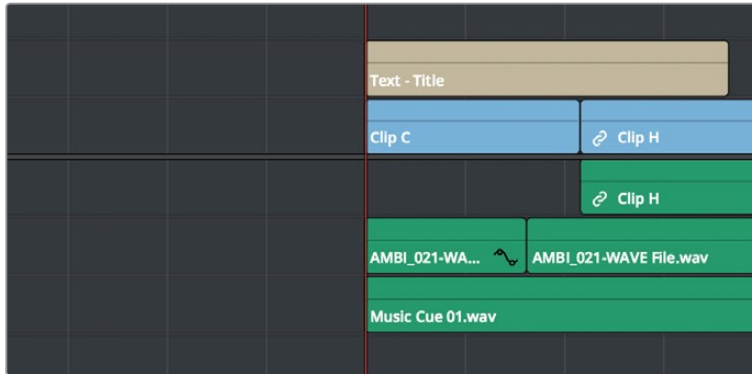 Text - Title
Clip C
Clip H
Clip H
AMBI_021-WA...
AMBI_021-WAVE File.wav
Music Cue 01.wav